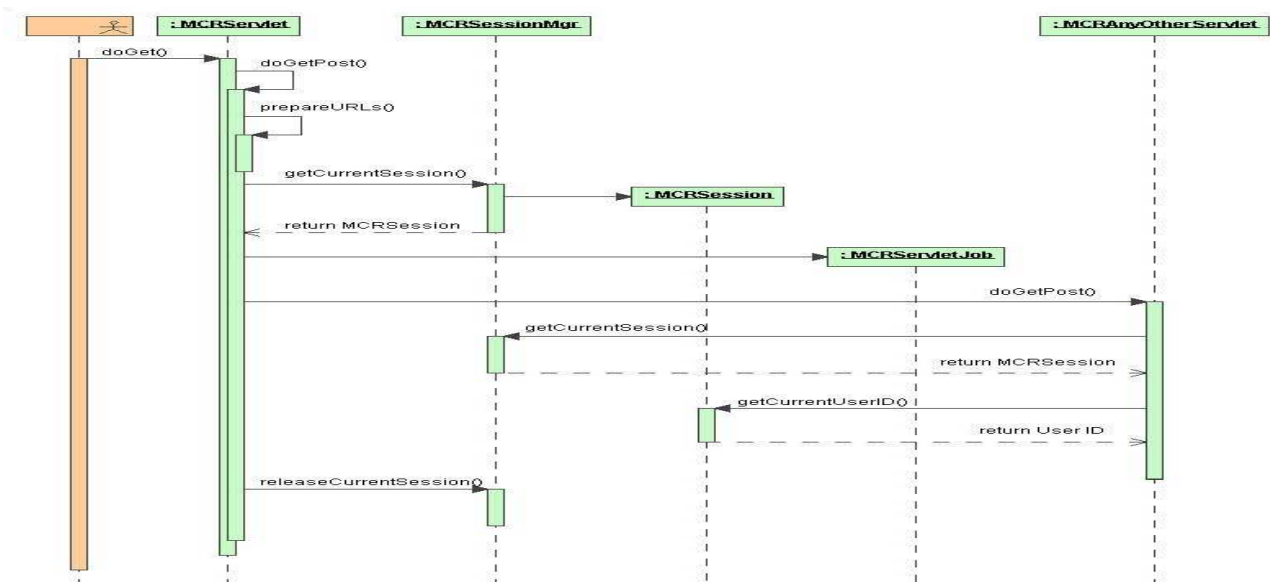 : MCRServlet
: MCRSessionMgr
: MCRAnyOtherServlet
doGet()
doGetPost()
prepareURLs()
getCurrentSession()
: MCRSession
return MCRSession
: MCRServletJob
doGetPost()
getCurrentSession()
return MCRSession
getCurrentUserID()
return User ID
releaseCurrentSession()